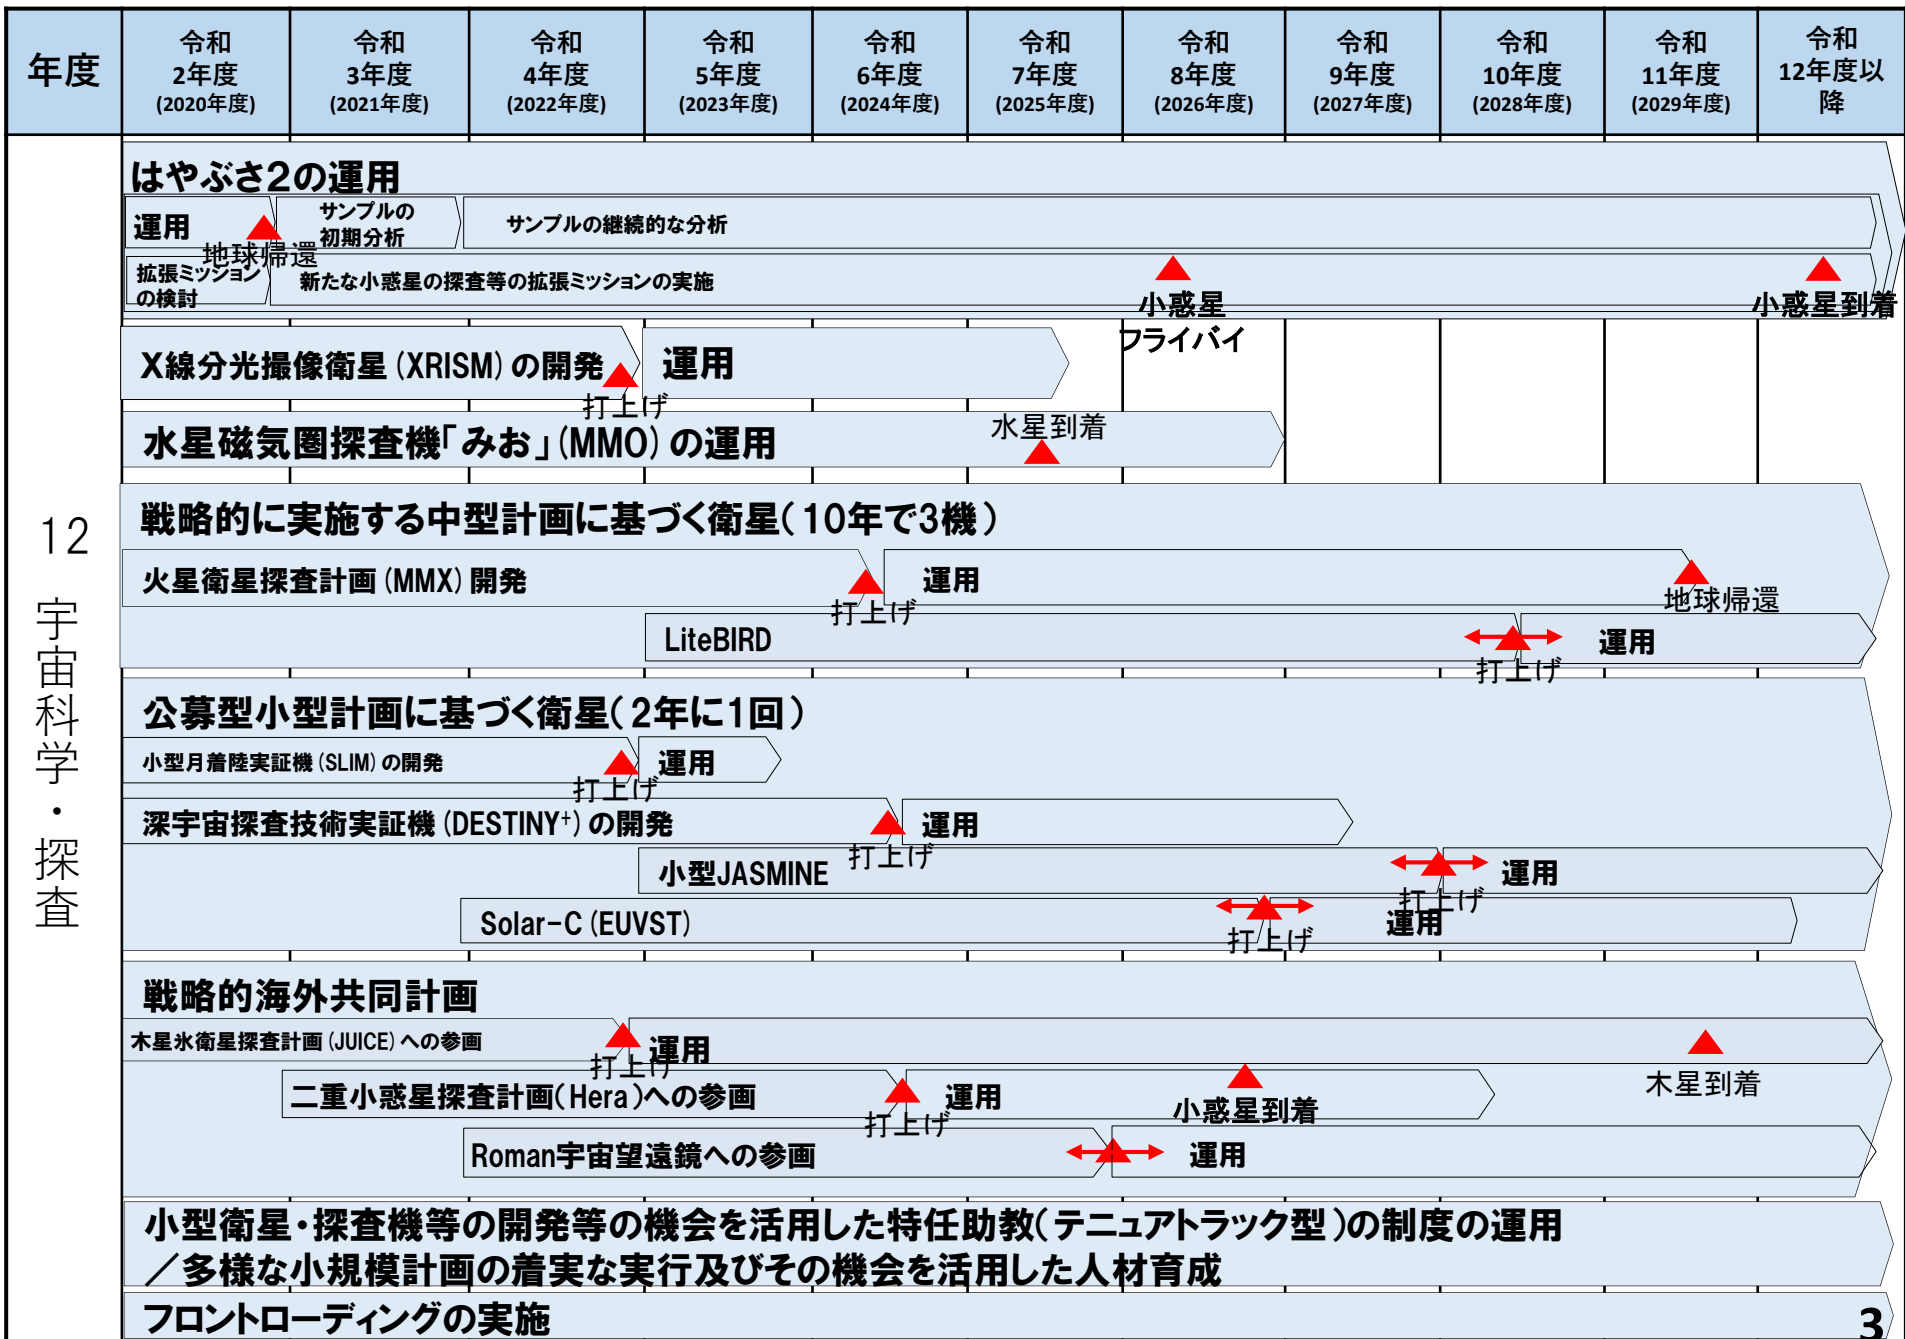 年度
令和
2年度
(2020年度)
令和
3年度
(2021年度)
令和
4年度
(2022年度)
令和
5年度
(2023年度)
令和
6年度
(2024年度)
令和
7年度
(2025年度)
令和
8年度
(2026年度)
令和
9年度
(2027年度)
令和
10年度
(2028年度)
令和
11年度
(2029年度)
令和
12年度以
降
12 宇宙科学・探査
はやぶさ2の運用
運用
地球帰還
サンプルの
初期分析
サンプルの継続的な分析
拡張ミッション
の検討
新たな小惑星の探査等の拡張ミッションの実施
小惑星
フライバイ
小惑星到着
X線分光撮像衛星(XRISM)の開発
打上げ
運用
水星磁気圏探査機「みお」(MMO)の運用
水星到着
戦略的に実施する中型計画に基づく衛星(10年で3機)
火星衛星探査計画(MMX)開発
打上げ
運用
地球帰還
LiteBIRD
打上げ
運用
公募型小型計画に基づく衛星(2年に1回)
小型月着陸実証機(SLIM)の開発
打上げ
運用
深宇宙探査技術実証機(DESTINY⁺)の開発
打上げ
運用
小型JASMINE
打上げ
運用
Solar-C(EUVST)
打上げ
運用
戦略的海外共同計画
木星氷衛星探査計画(JUICE)への参画
打上げ
運用
木星到着
二重小惑星探査計画(Hera)への参画
打上げ
運用
小惑星到着
Roman宇宙望遠鏡への参画
運用
小型衛星・探査機等の開発等の機会を活用した特任助教(テニュアトラック型)の制度の運用
/多様な小規模計画の着実な実行及びその機会を活用した人材育成
フロントローディングの実施
3